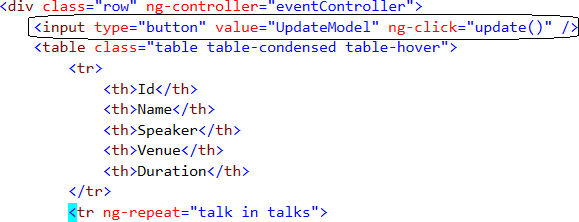 <div class="row" ng-controller="eventController">
<input type="button" value="UpdateModel" ng-click="update()" />
<table class="table table-condensed table-hover">
<tr>
<th>Id</th>
<th>Name</th>
<th>Speaker</th>
<th>Venue</th>
<th>Duration</th>
</tr>
<tr ng-repeat="talk in talks">